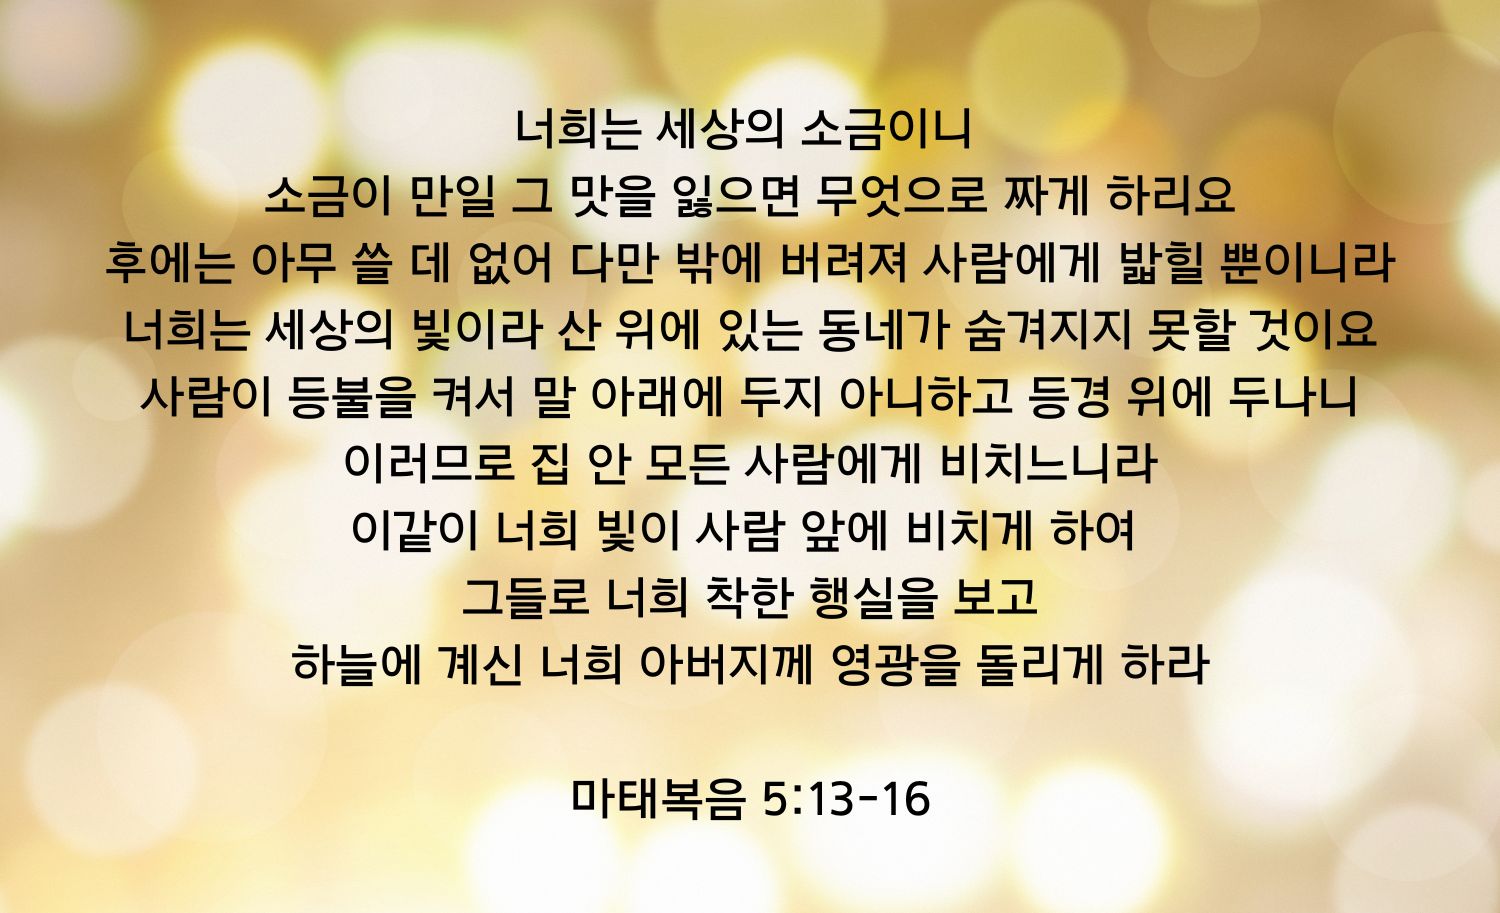 너희는 세상의 소금이니
소금이 만일 그 맛을 잃으면 무엇으로 짜게 하리요
후에는 아무 쓸 데 없어 다만 밖에 버려져 사람에게 밟힐 뿐이니라
너희는 세상의 빛이라 산 위에 있는 동네가 숨겨지지 못할 것이요
사람이 등불을 켜서 말 아래에 두지 아니하고 등경 위에 두나니
이러므로 집 안 모든 사람에게 비치느니라
이같이 너희 빛이 사람 앞에 비치게 하여
그들로 너희 착한 행실을 보고
하늘에 계신 너희 아버지께 영광을 돌리게 하라
마태복음 5:13-16